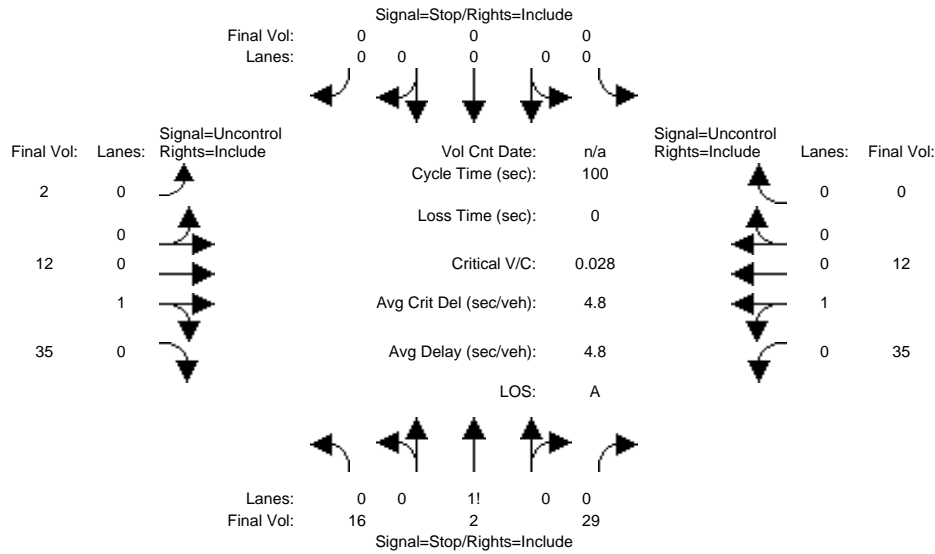 Signal=Stop/Rights=Include
Final Vol: 0 0 0
Lanes: 0 0 0 0 0
Signal=Uncontrol
Final Vol: Lanes: Rights=Include
Vol Cnt Date: n/a
Signal=Uncontrol
Rights=Include Lanes: Final Vol:
Cycle Time (sec): 100
2 0
0 0
Loss Time (sec): 0
0
0
12 0
Critical V/C: 0.028
0 12
1
Avg Crit Del (sec/veh): 4.8
1
35 0
Avg Delay (sec/veh): 4.8
0 35
LOS: A
Lanes: 0 0 1! 0 0
Final Vol: 16 2 29
Signal=Stop/Rights=Include